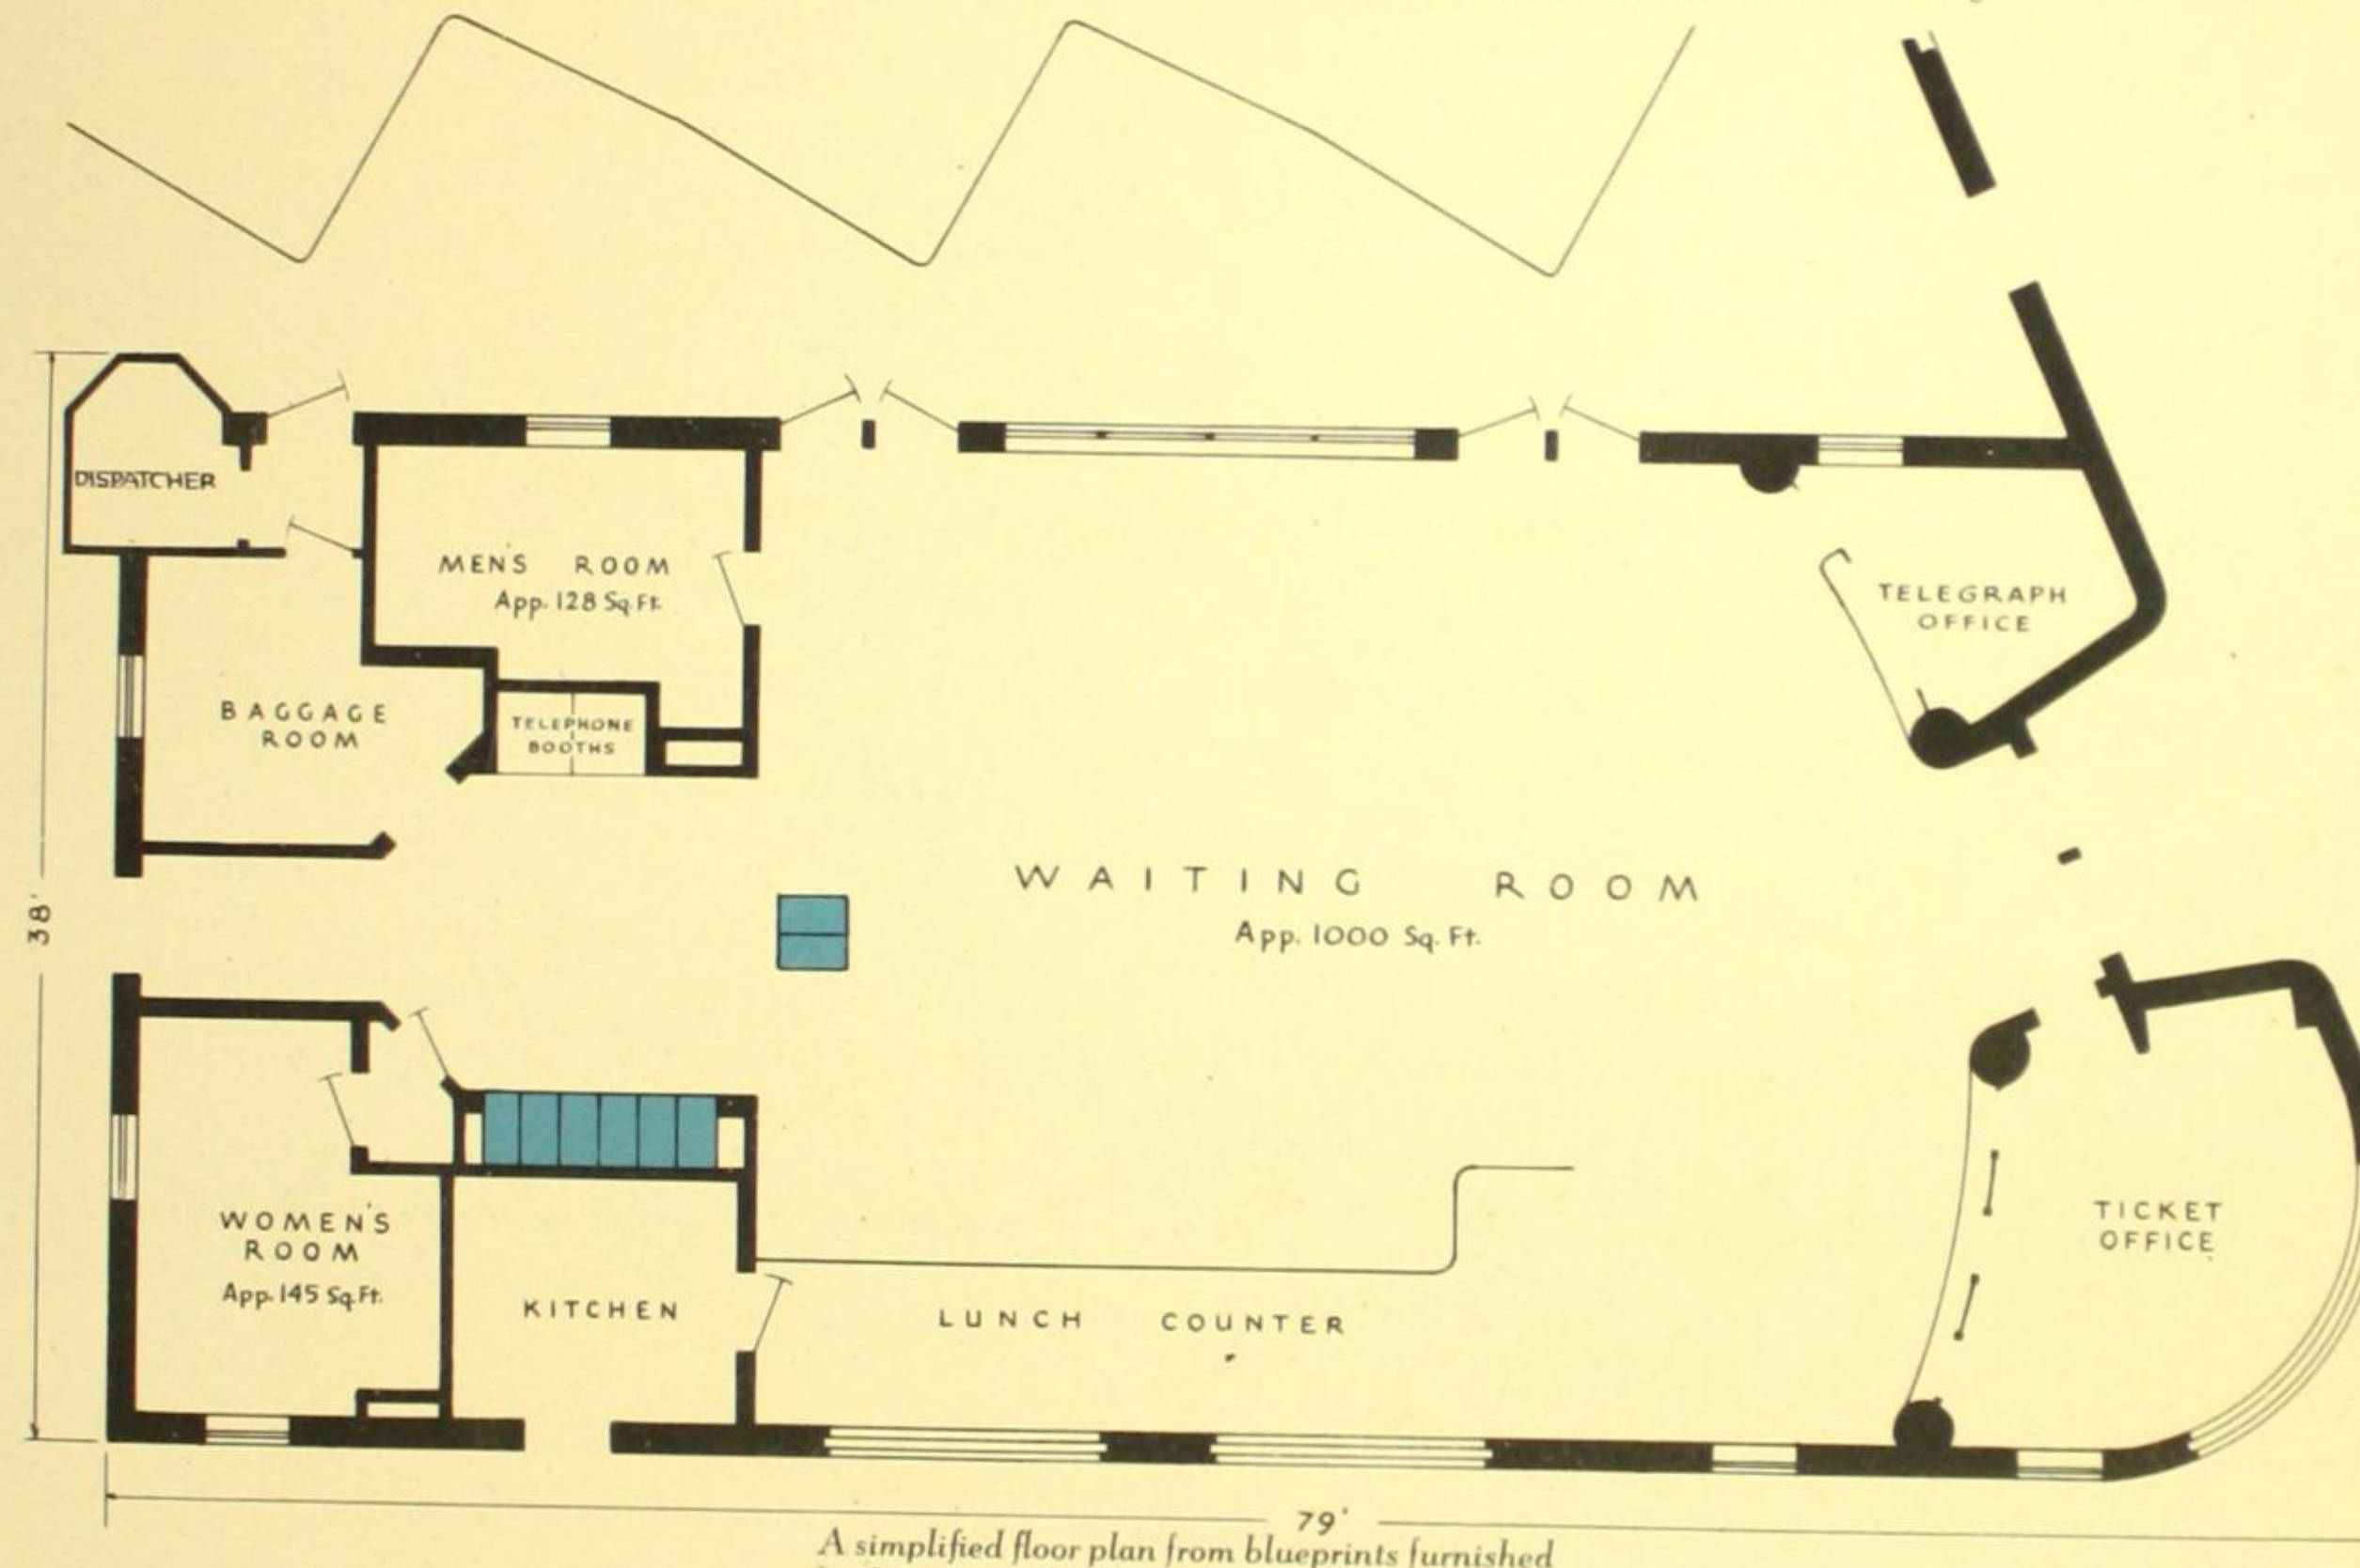 DISPATCHER
MEN'S ROOM
App. 128 Sq. Ft.
TELEGRAPH
OFFICE
BAGGAGE
ROOM
TELEPHONE
BOOTHS
WAITING ROOM
App. 1000 Sq. Ft.
38'
WOMEN'S
ROOM
App. 145 Sq. Ft.
KITCHEN
LUNCH COUNTER
TICKET
OFFICE
79'
A simplified floor plan from blueprints furnished